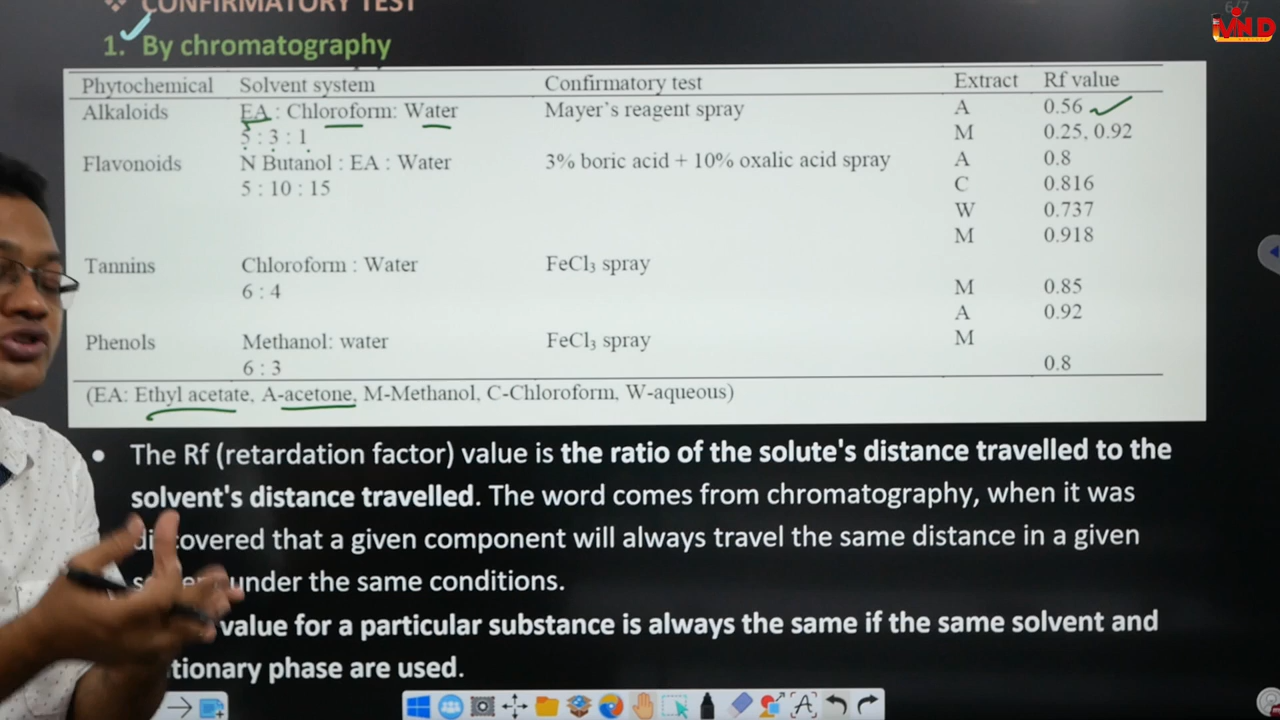 6/7
CONFIRMATORY TEST
1. By chromatography
Phytochemical Solvent system Confirmatory test Extract Rf value
Alkaloids EA : Chloroform: Water Mayer's reagent spray A 0.56
5 : 3 : 1 M 0.25, 0.92
Flavonoids N Butanol : EA : Water 3% boric acid + 10% oxalic acid spray A 0.8
5 : 10 : 15 C 0.816
W 0.737
M 0.918
Tannins Chloroform : Water FeCl₃ spray
6 : 4 M 0.85
A 0.92
Phenols Methanol: water FeCl₃ spray M
6 : 3 0.8
(EA: Ethyl acetate, A-acetone, M-Methanol, C-Chloroform, W-aqueous)
• The Rf (retardation factor) value is the ratio of the solute's distance travelled to the
solvent's distance travelled. The word comes from chromatography, when it was
discovered that a given component will always travel the same distance in a given
under the same conditions.
value for a particular substance is always the same if the same solvent and
phase are used.